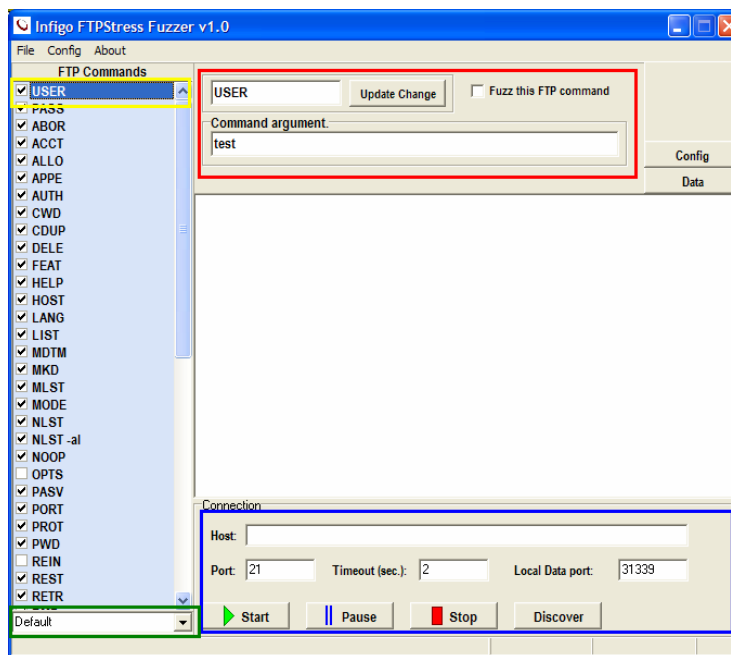 Infigo FTPStress Fuzzer v1.0
File Config About
FTP Commands
USER
PASS
ABOR
ACCT
ALLO
APPE
AUTH
CWD
CDUP
DELE
FEAT
HELP
HOST
LANG
LIST
MDTM
MKD
MLST
MODE
NLST
NLST -al
NOOP
OPTS
PASV
PORT
PROT
PWD
REIN
REST
RETR
Default
USER Update Change Fuzz this FTP command
Command argument.
test
Config
Data
Connection
Host:
Port: 21 Timeout (sec.): 2 Local Data port: 31339
Start Pause Stop Discover